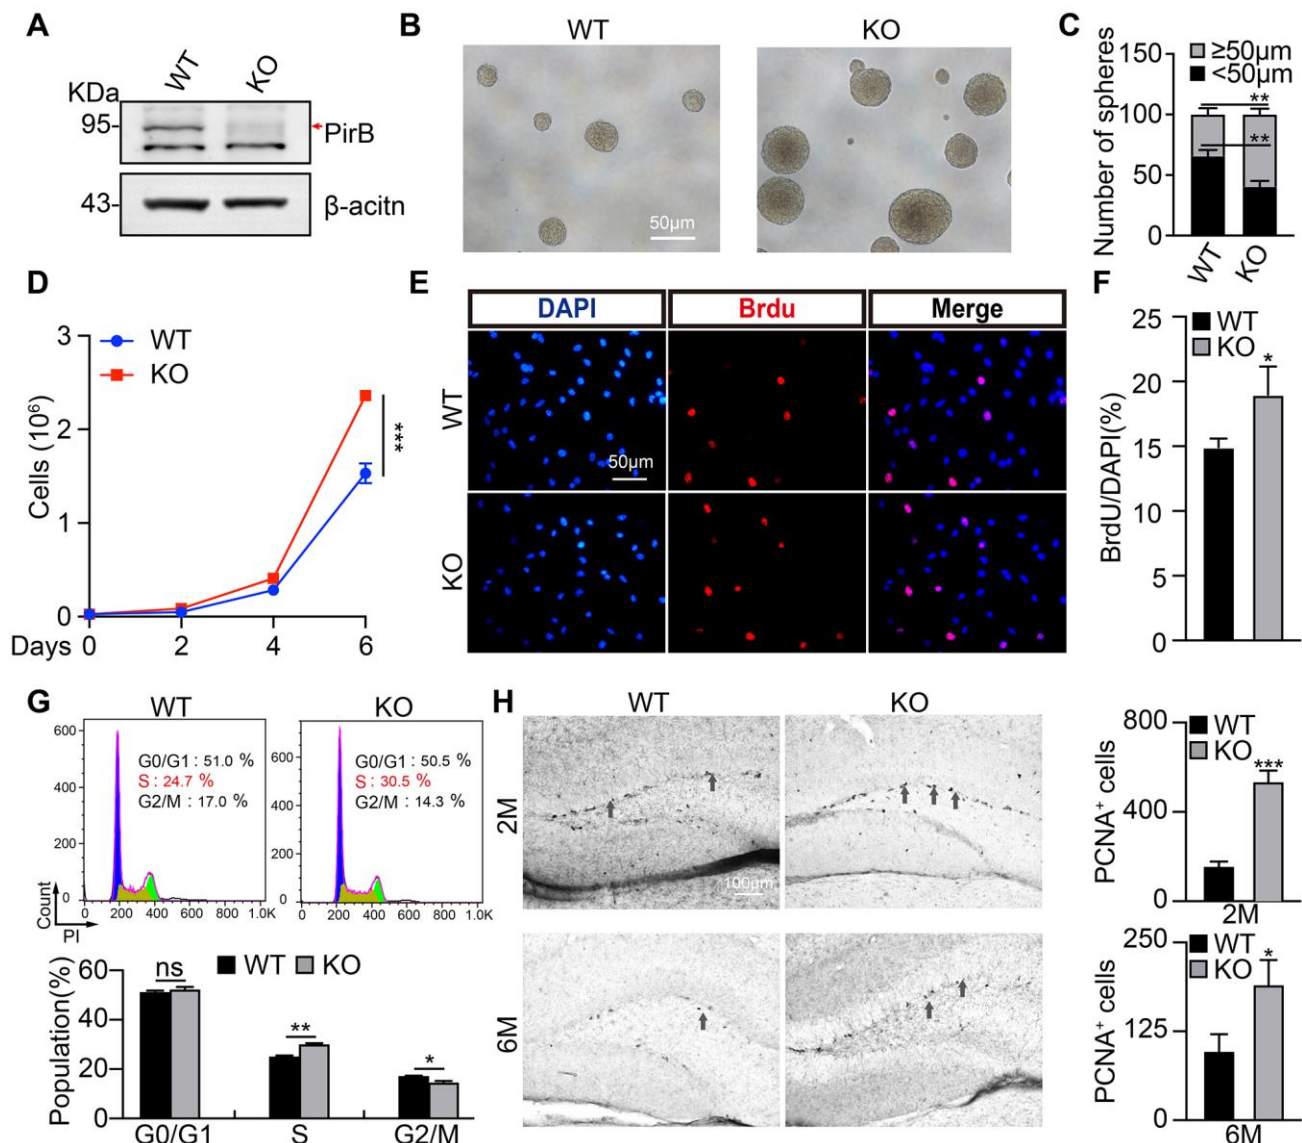 A
WT
KO
KDa
95-
PirB
43-
β-acitn
B
WT
KO
50μm
C
Number of spheres
150
100
50
0
≥50μm
<50μm
**
**
WT
KO
D
WT
KO
Cells (10⁶)
3
2
1
0
***
Days 0 2 4 6
E
DAPI Brdu Merge
WT
50μm
KO
F
BrdU/DAPI(%)
25
20
15
10
5
0
WT
KO
*
G
WT
600
400
200
0
G0/G1 : 51.0 %
S : 24.7 %
G2/M : 17.0 %
0 200 400 600 800 1.0K
Count
PI
KO
600
400
200
0
G0/G1 : 50.5 %
S : 30.5 %
G2/M : 14.3 %
0 200 400 600 800 1.0K
Population(%)
60
40
20
0
WT KO
ns
**
*
G0/G1 S G2/M
H
WT KO
2M
100μm
6M
PCNA⁺ cells
800
400
0
WT
KO
***
2M
PCNA⁺ cells
250
125
0
WT
KO
*
6M